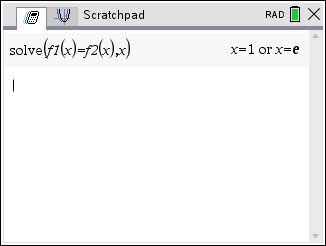 Scratchpad RAD
solve(f1(x)=f2(x),x) x=1 or x=e